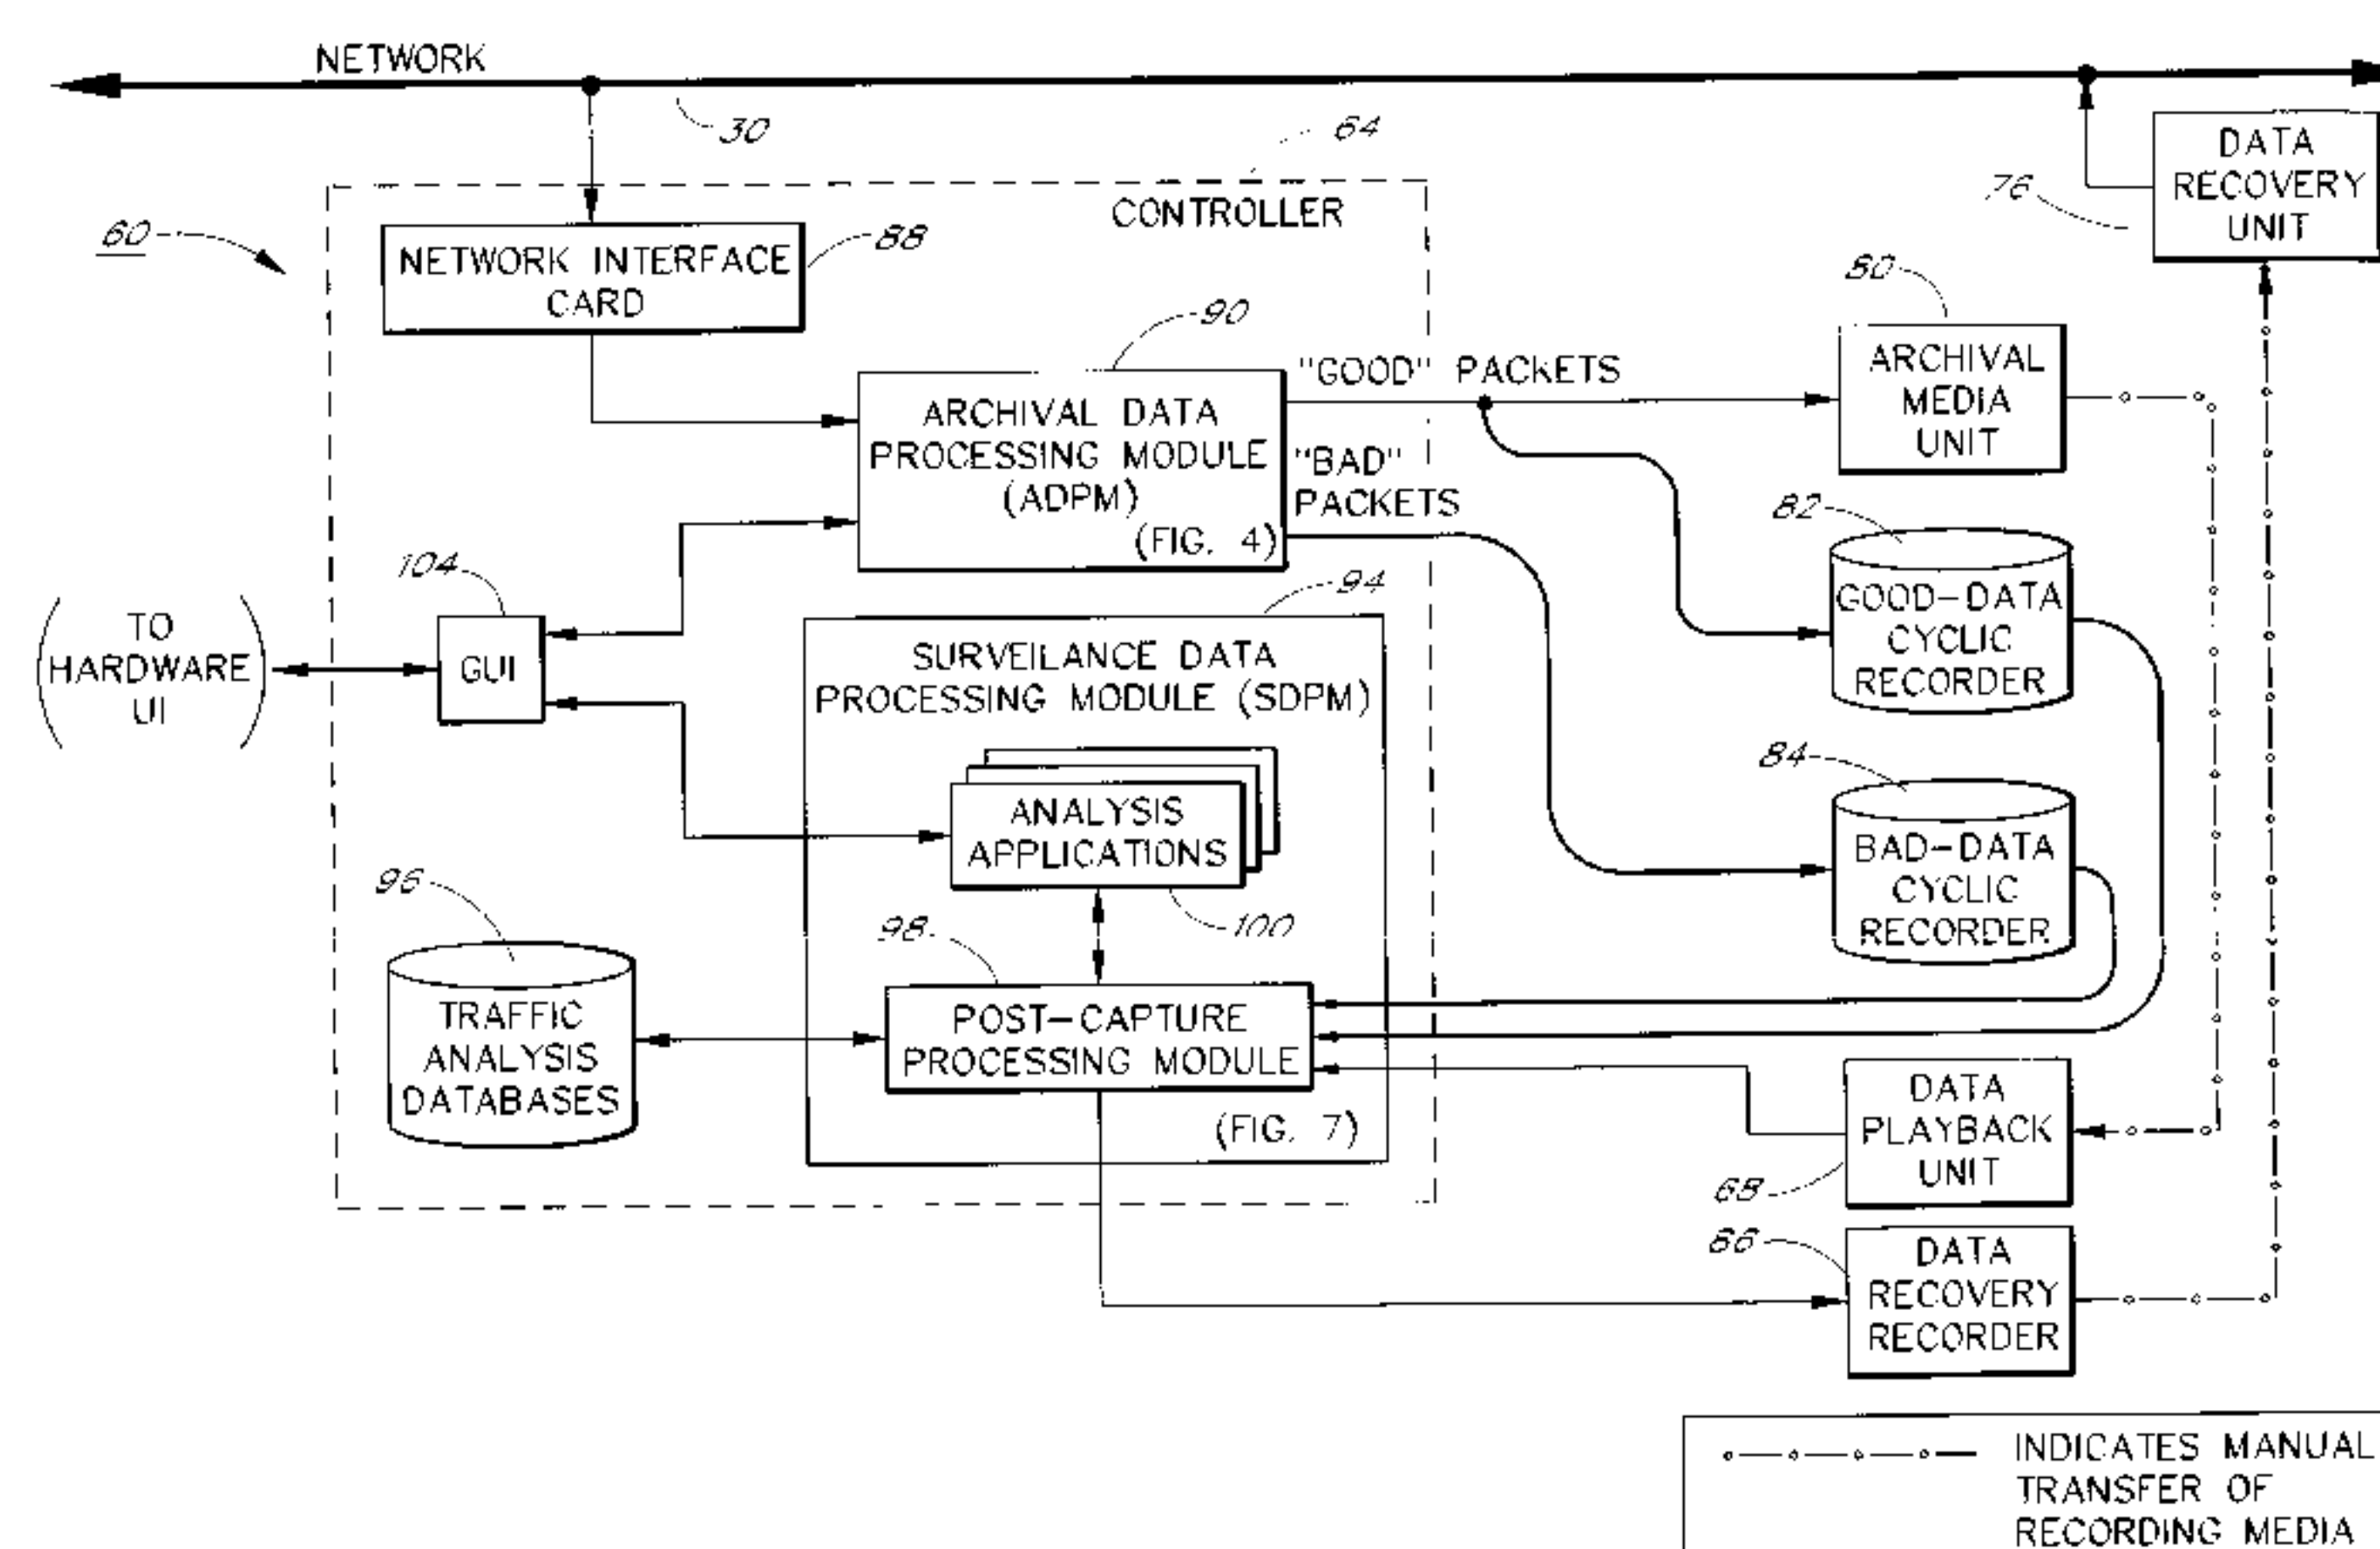 NETWORK
30
64
DATA
RECOVERY
UNIT
76
CONTROLLER
60
NETWORK INTERFACE
CARD
88
80
ARCHIVAL
MEDIA
UNIT
90
"GOOD" PACKETS
ARCHIVAL DATA
PROCESSING MODULE
(ADPM)
(FIG. 4)
"BAD"
PACKETS
82
GOOD-DATA
CYCLIC
RECORDER
104
94
(TO
HARDWARE
UI)
GUI
SURVEILANCE DATA
PROCESSING MODULE (SDPM)
84
BAD-DATA
CYCLIC
RECORDER
ANALYSIS
APPLICATIONS
100
96
98
TRAFFIC
ANALYSIS
DATABASES
POST-CAPTURE
PROCESSING MODULE
(FIG. 7)
DATA
PLAYBACK
UNIT
68
86
DATA
RECOVERY
RECORDER
INDICATES MANUAL
TRANSFER OF
RECORDING MEDIA